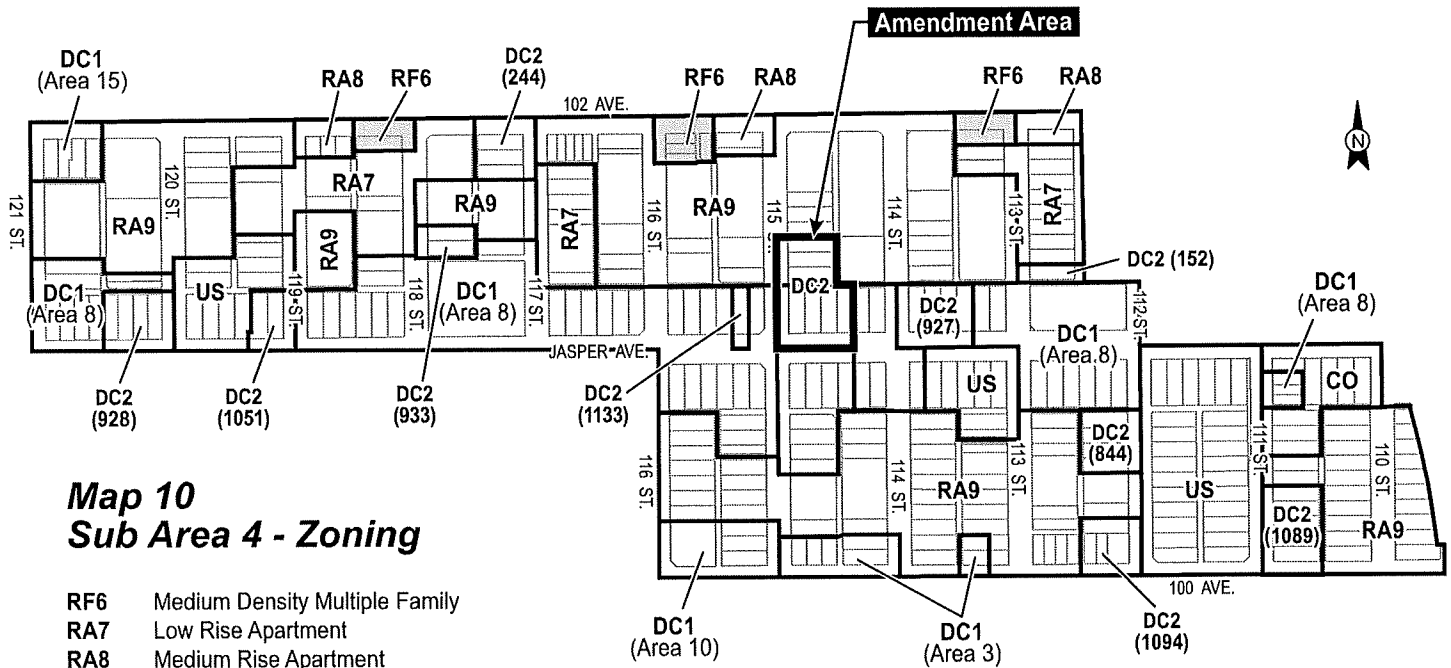 Amendment Area
DC1
(Area 15)
RA8
RF6
DC2
(244)
RF6
RA8
RF6
RA8
102 AVE.
N
121 ST.
120 ST.
RA9
RA7
RA9
RA9
DC1
(Area 8)
US
119 ST.
118 ST.
DC1
(Area 8)
117 ST.
RA7
116 ST.
RA9
115 ST.
DC2
114 ST.
113 ST.
RA7
DC2 (152)
DC2
(927)
DC1
(Area 8)
112 ST.
DC1
(Area 8)
JASPER AVE.
US
CO
DC2
(928)
DC2
(1051)
DC2
(933)
DC2
(1133)
116 ST.
114 ST.
RA9
113 ST.
DC2
(844)
US
111 ST.
110 ST.
DC2
(1089)
RA9
100 AVE.
DC1
(Area 10)
DC1
(Area 3)
DC2
(1094)
Map 10
Sub Area 4 - Zoning
RF6 Medium Density Multiple Family
RA7 Low Rise Apartment
RA8 Medium Rise Apartment